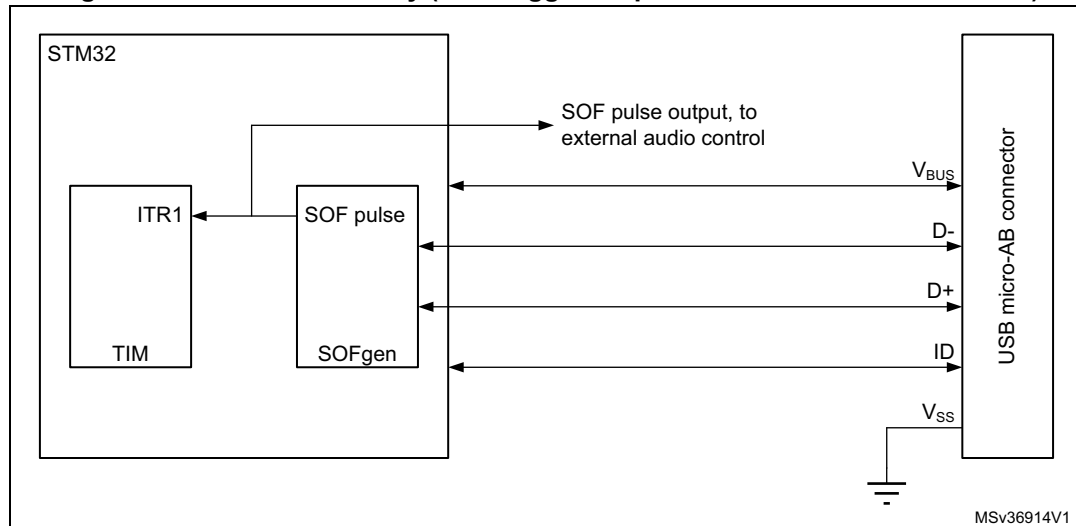 STM32
SOF pulse output, to
external audio control
VBUS
ITR1
SOF pulse
D-
D+
TIM
SOFgen
ID
VSS
USB micro-AB connector
MSv36914V1